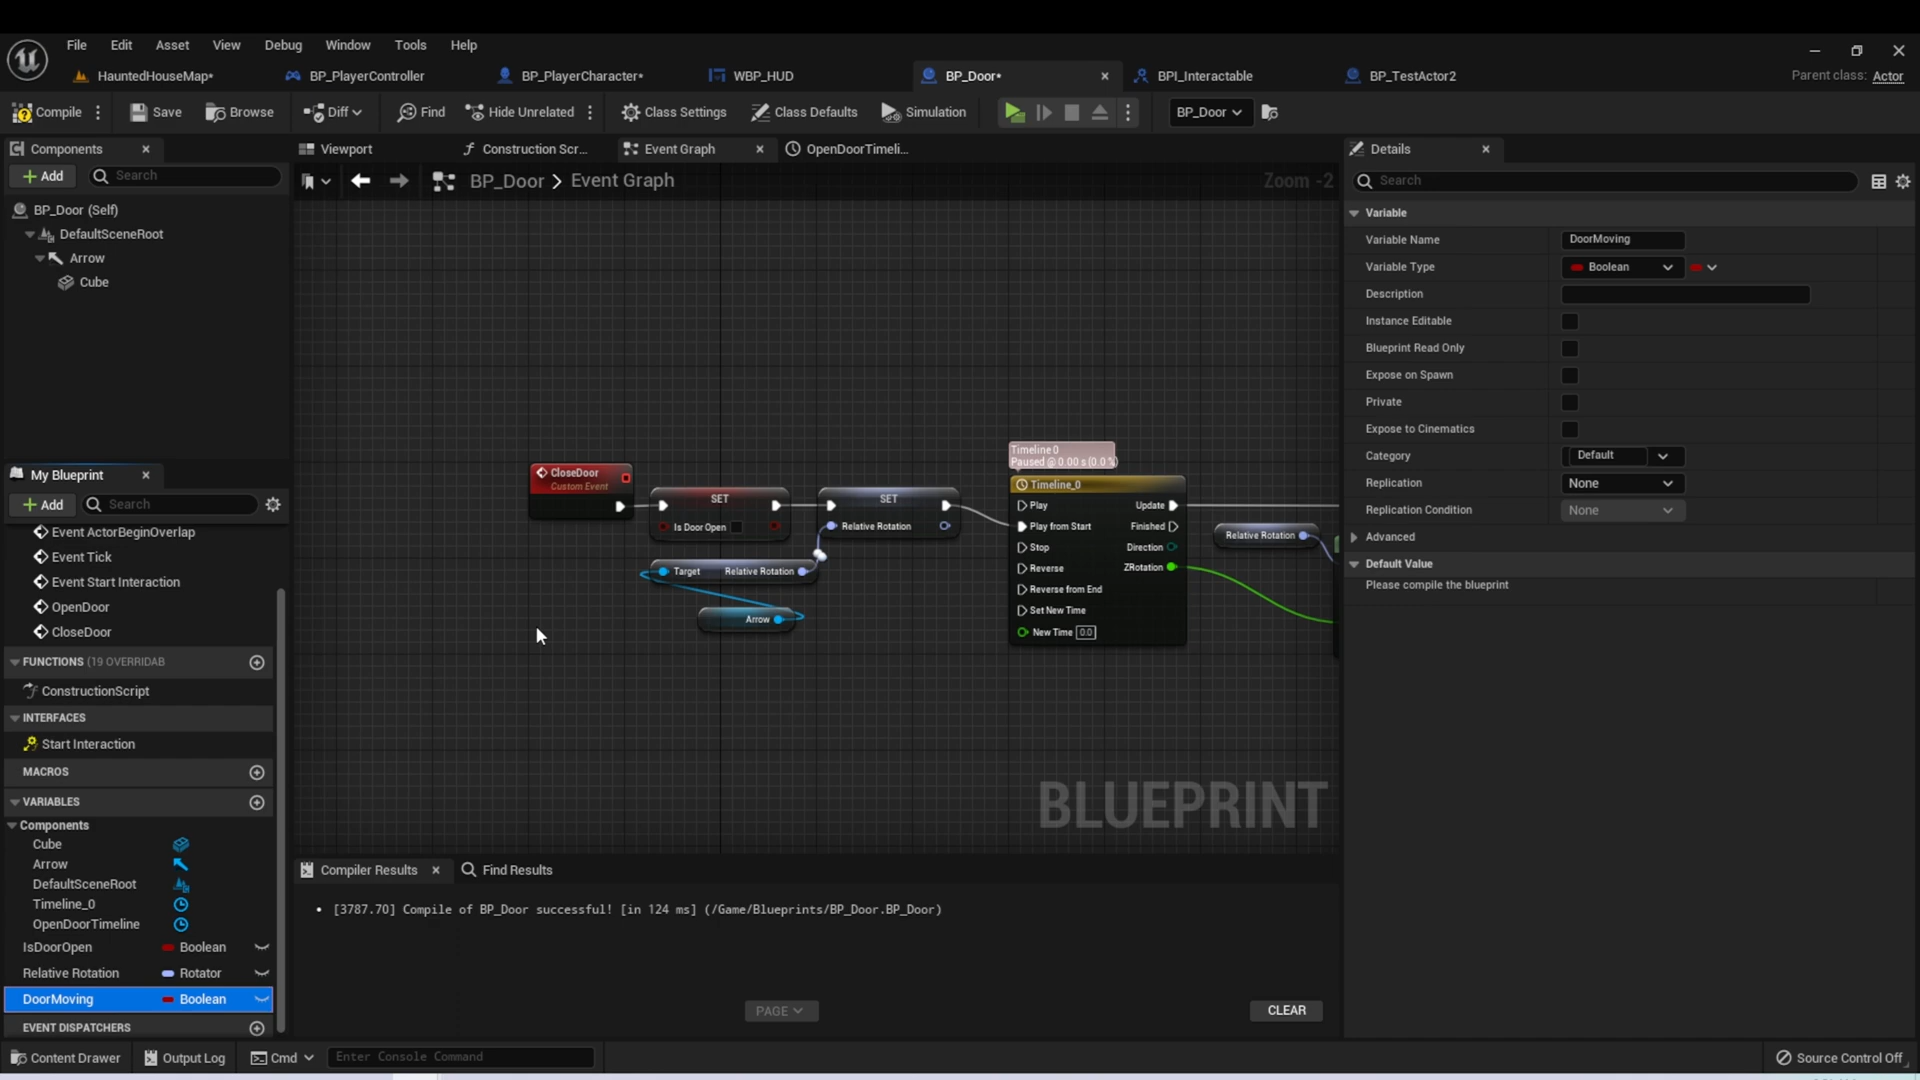 File Edit Asset View Debug Window Tools Help
HauntedHouseMap* BP_PlayerController BP_PlayerCharacter* WBP_HUD BP_Door* BPI_Interactable BP_TestActor2 Parent class: Actor
Compile Save Browse Diff Find Hide Unrelated Class Settings Class Defaults Simulation BP_Door
Components
Add Search
BP_Door (Self)
DefaultSceneRoot
Arrow
Cube
My Blueprint
Add Search
Event ActorBeginOverlap
Event Tick
Event Start Interaction
OpenDoor
CloseDoor
FUNCTIONS (19 OVERRIDAB
ConstructionScript
INTERFACES
Start Interaction
MACROS
VARIABLES
Components
Cube
Arrow
DefaultSceneRoot
Timeline_0
OpenDoorTimeline
IsDoorOpen Boolean
Relative Rotation Rotator
DoorMoving Boolean
EVENT DISPATCHERS
Viewport Construction Scr... Event Graph OpenDoorTimeli...
BP_Door > Event Graph Zoom -2
CloseDoor
Custom Event
SET
Is Door Open
SET
Relative Rotation
Target Relative Rotation
Arrow
Timeline 0
Paused @ 0.00 s (0.0 %)
Timeline_0
Play Update
Play from Start Finished
Stop Direction
Reverse ZRotation
Reverse from End
Set New Time
New Time 0.0
Relative Rotation
BLUEPRINT
Compiler Results Find Results
• [3787.70] Compile of BP_Door successful! [in 124 ms] (/Game/Blueprints/BP_Door.BP_Door)
PAGE CLEAR
Details
Search
Variable
Variable Name DoorMoving
Variable Type Boolean
Description
Instance Editable
Blueprint Read Only
Expose on Spawn
Private
Expose to Cinematics
Category Default
Replication None
Replication Condition None
Advanced
Default Value
Please compile the blueprint
Content Drawer Output Log Cmd Enter Console Command Source Control Off